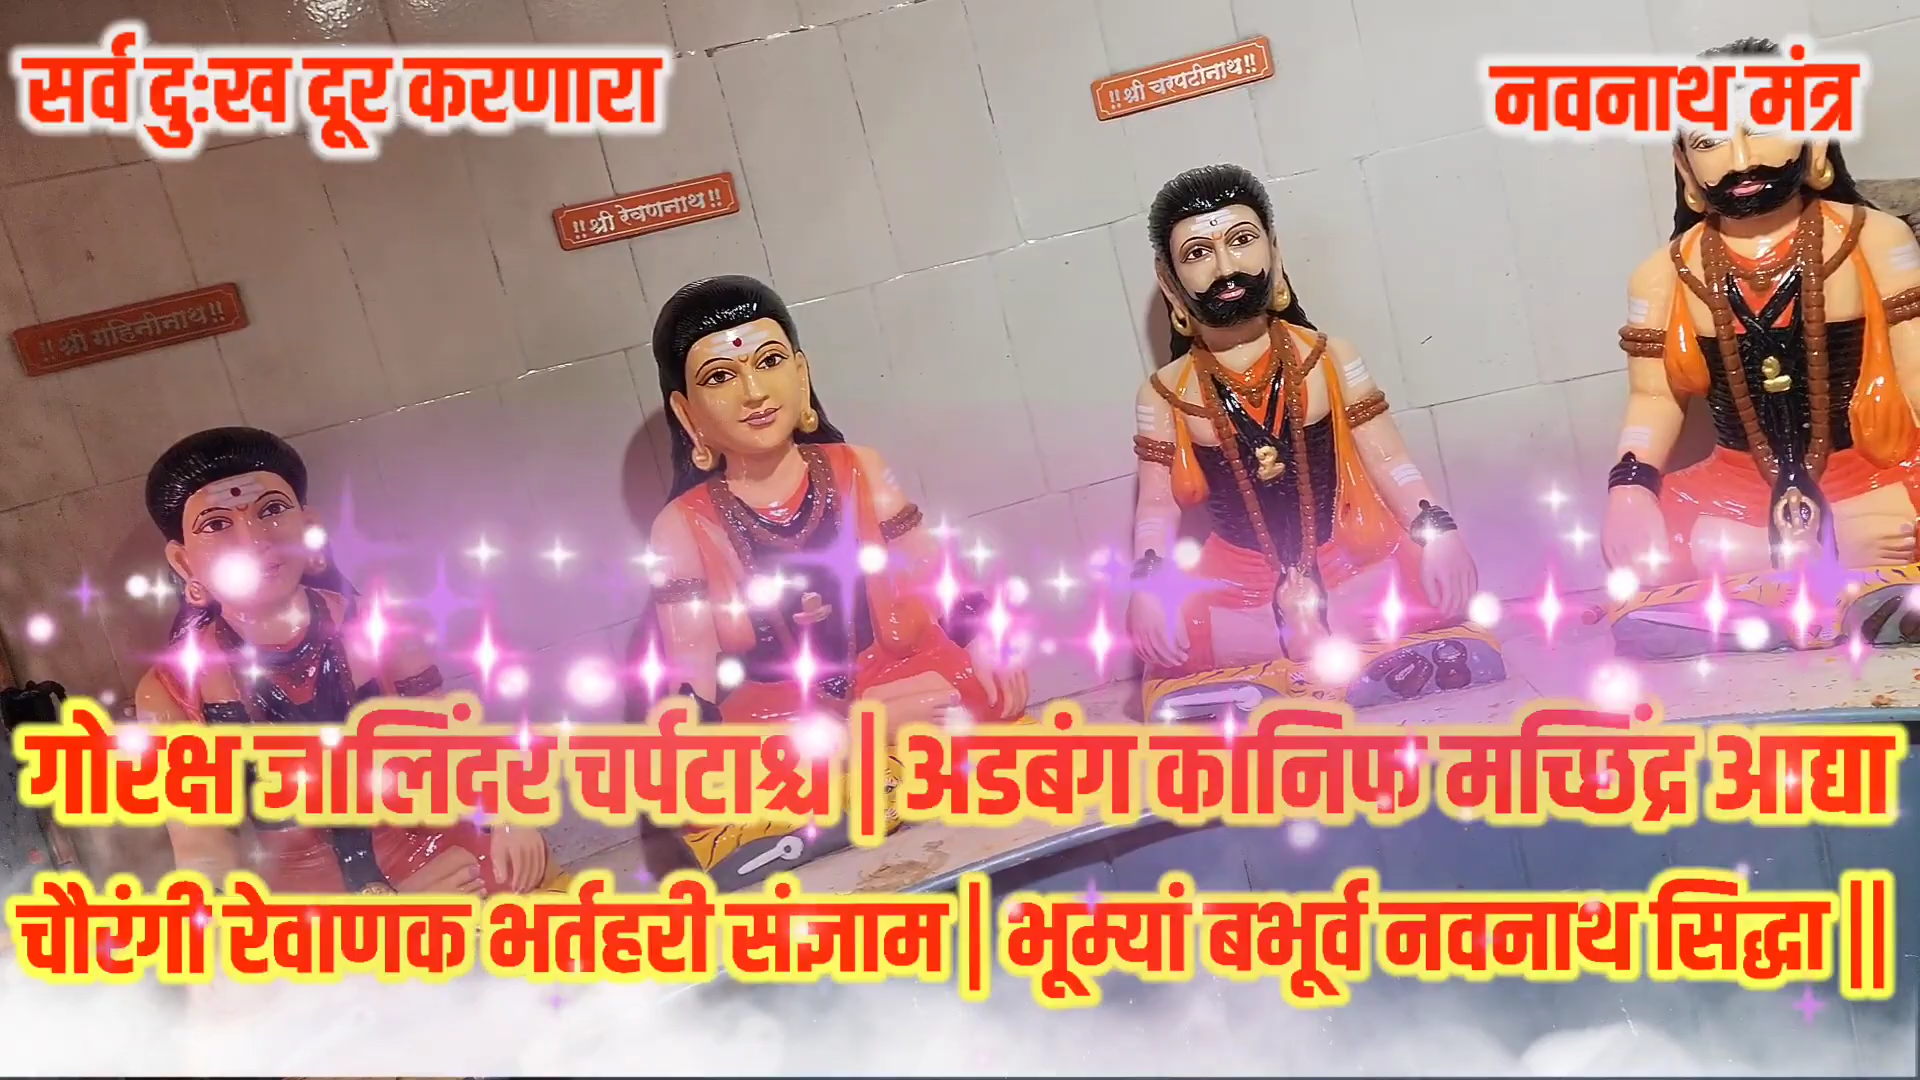 सर्व दुःख दूर करणारा
नवनाथ मंत्र
!! श्री चरपटीनाथ !!
!! श्री रेवणनाथ !!
!! श्री गहिनीनाथ !!
गोरक्ष जालिंदर चर्पटाश्च | अडबंग कानिफ मच्छिंद्र आद्या
चौरंगी रेवाणक भर्तहरी संज्ञाम | भूम्यां बभूर्व नवनाथ सिद्धा ||